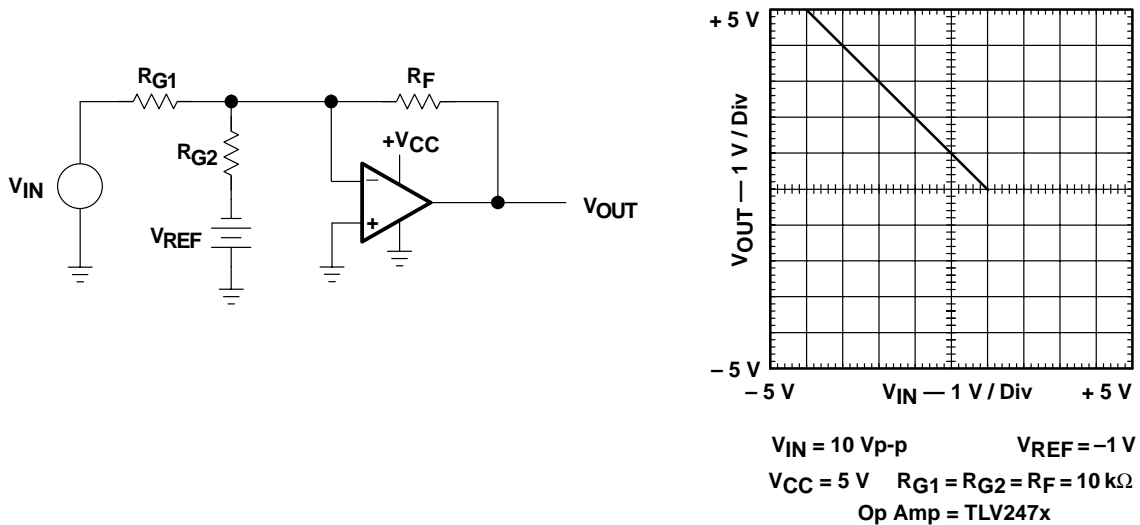 RG1
RF
RG2
+VCC
VIN
–
+
VREF
VOUT
+ 5 V
VOUT — 1 V / Div
– 5 V
– 5 V
VIN — 1 V / Div
+ 5 V
VIN = 10 Vp-p
VREF = –1 V
VCC = 5 V
RG1 = RG2 = RF = 10 kΩ
Op Amp = TLV247x